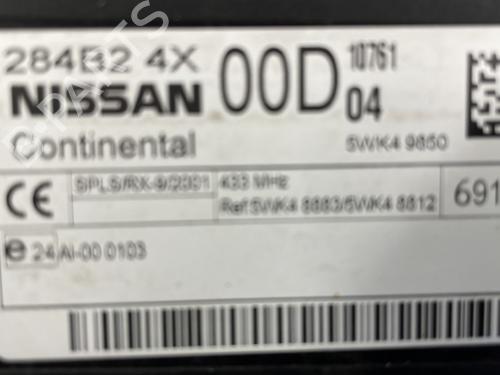 284B2 4X
NISSAN
00D
10761
04
Continental
5WK4 9850
CE
SPLS/RX-9/2001
433 MHz
Ref:5WK4 8883/5WK4 8812
691
e 24 AI-00 0103